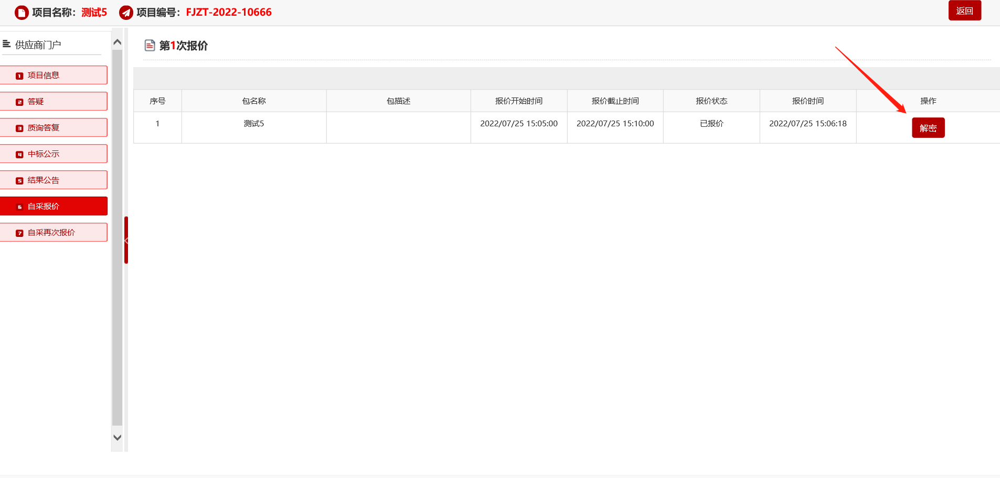 项目名称：测试5 项目编号：FJZT-2022-10666 返回
供应商门户
1 项目信息
2 答疑
3 质询答复
4 中标公示
5 结果公告
6 自采报价
7 自采再次报价
第1次报价
序号 包名称 包描述 报价开始时间 报价截止时间 报价状态 报价时间 操作
1 测试5 2022/07/25 15:05:00 2022/07/25 15:10:00 已报价 2022/07/25 15:06:18 解密